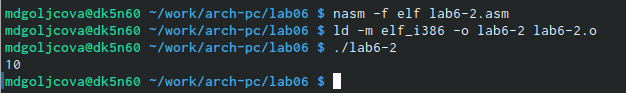 mdgoljcova@dk5n60 ~/work/arch-pc/lab06 $ nasm -f elf lab6-2.asm
mdgoljcova@dk5n60 ~/work/arch-pc/lab06 $ ld -m elf_i386 -o lab6-2 lab6-2.o
mdgoljcova@dk5n60 ~/work/arch-pc/lab06 $ ./lab6-2
10
mdgoljcova@dk5n60 ~/work/arch-pc/lab06 $